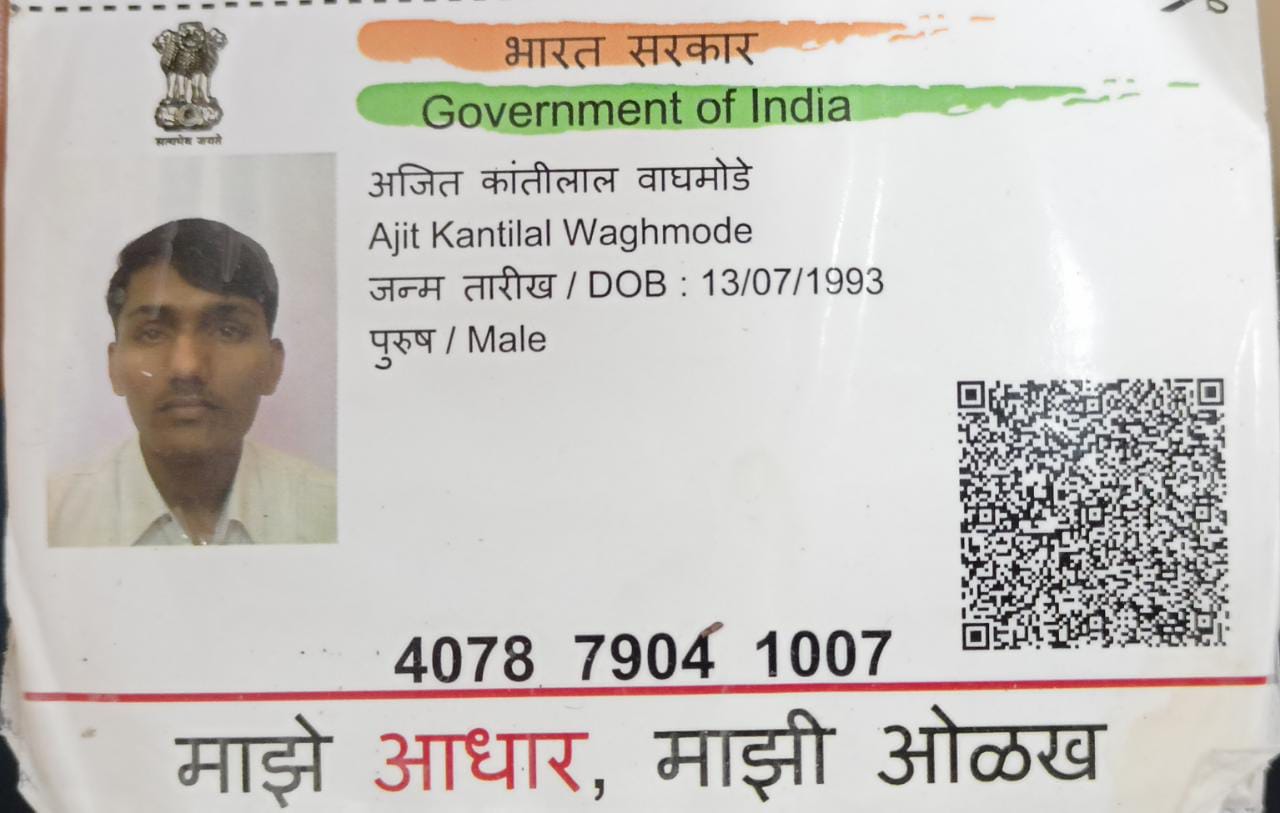 भारत सरकार
Government of India
सत्यमेव जयते
अजित कांतीलाल वाघमोडे
Ajit Kantilal Waghmode
जन्म तारीख / DOB : 13/07/1993
पुरुष / Male
4078 7904 1007
माझे आधार, माझी ओळख